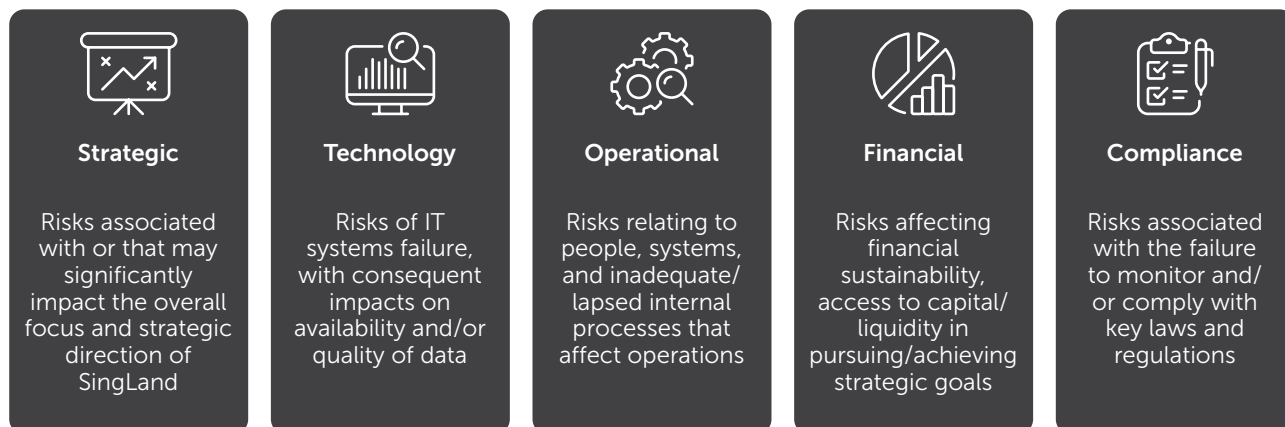 Strategic
Risks associated
with or that may
significantly
impact the overall
focus and strategic
direction of
SingLand
Technology
Risks of IT
systems failure,
with consequent
impacts on
availability and/or
quality of data
Operational
Risks relating to
people, systems,
and inadequate/
lapsed internal
processes that
affect operations
Financial
Risks affecting
financial
sustainability,
access to capital/
liquidity in
pursuing/achieving
strategic goals
Compliance
Risks associated
with the failure
to monitor and/
or comply with
key laws and
regulations